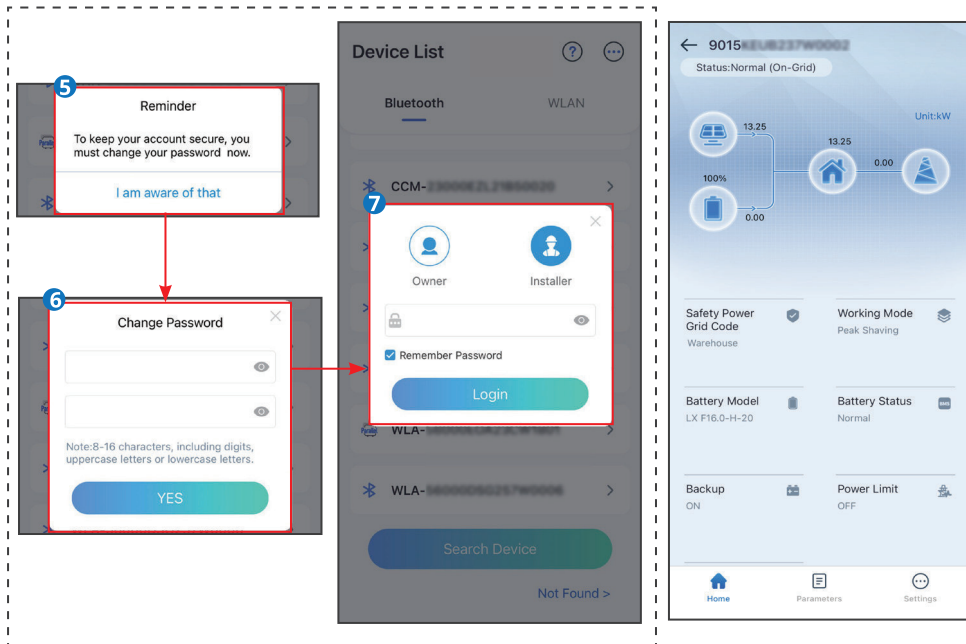 5
Reminder
To keep your account secure, you
must change your password now.
I am aware of that
6
Change Password
Note:8-16 characters, including digits,
uppercase letters or lowercase letters.
YES
Device List
?
Bluetooth
WLAN
CCM-
7
Owner
Installer
Remember Password
Login
WLA-
WLA-
Search Device
Not Found >
9015
Status:Normal (On-Grid)
Unit:kW
13.25
13.25
0.00
100%
0.00
Safety Power
Grid Code
Warehouse
Working Mode
Peak Shaving
Battery Model
LX F16.0-H-20
Battery Status
Normal
Backup
ON
Power Limit
OFF
Home
Parameters
Settings